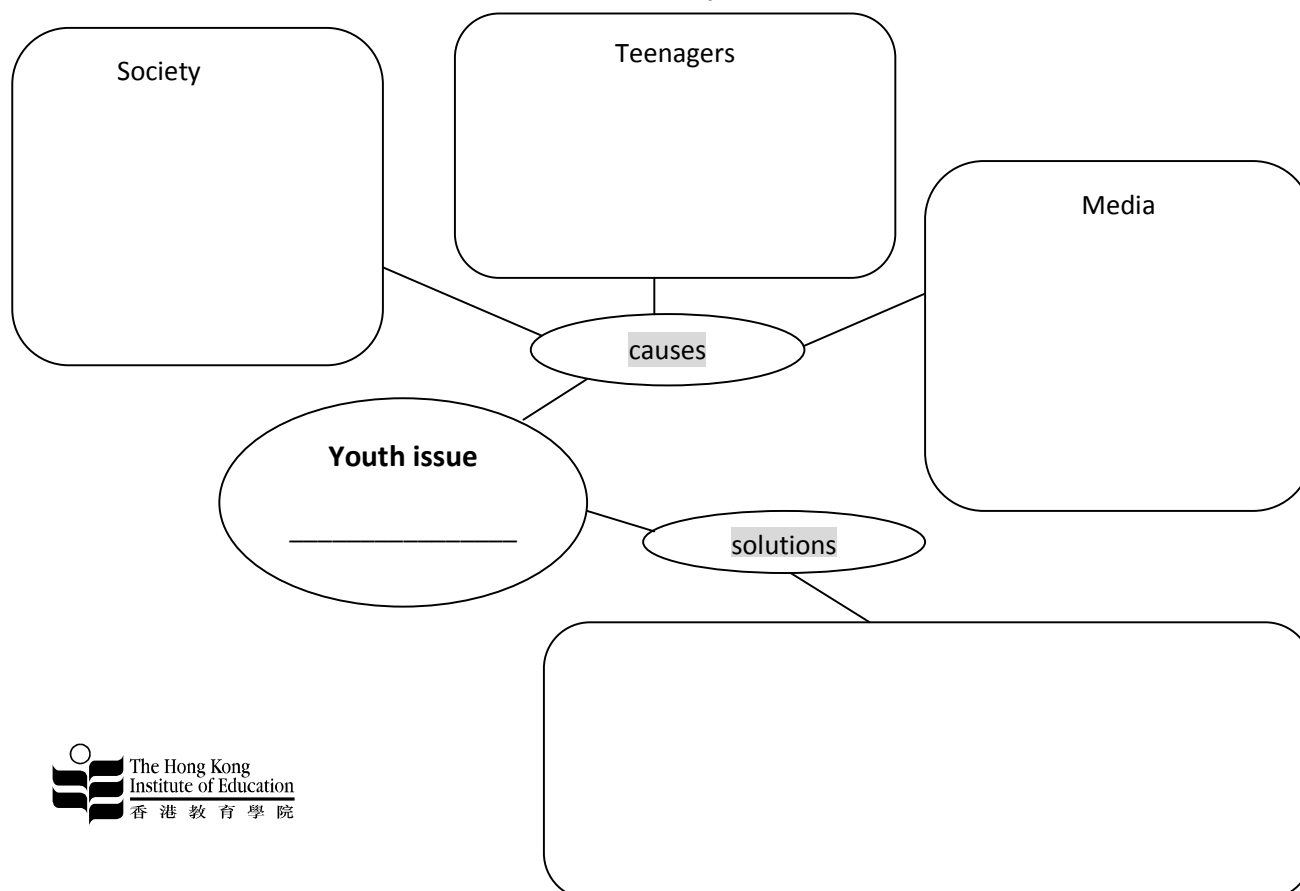 Society
Teenagers
Media
causes
Youth issue
________________
solutions
The Hong Kong
Institute of Education
香港教育學院